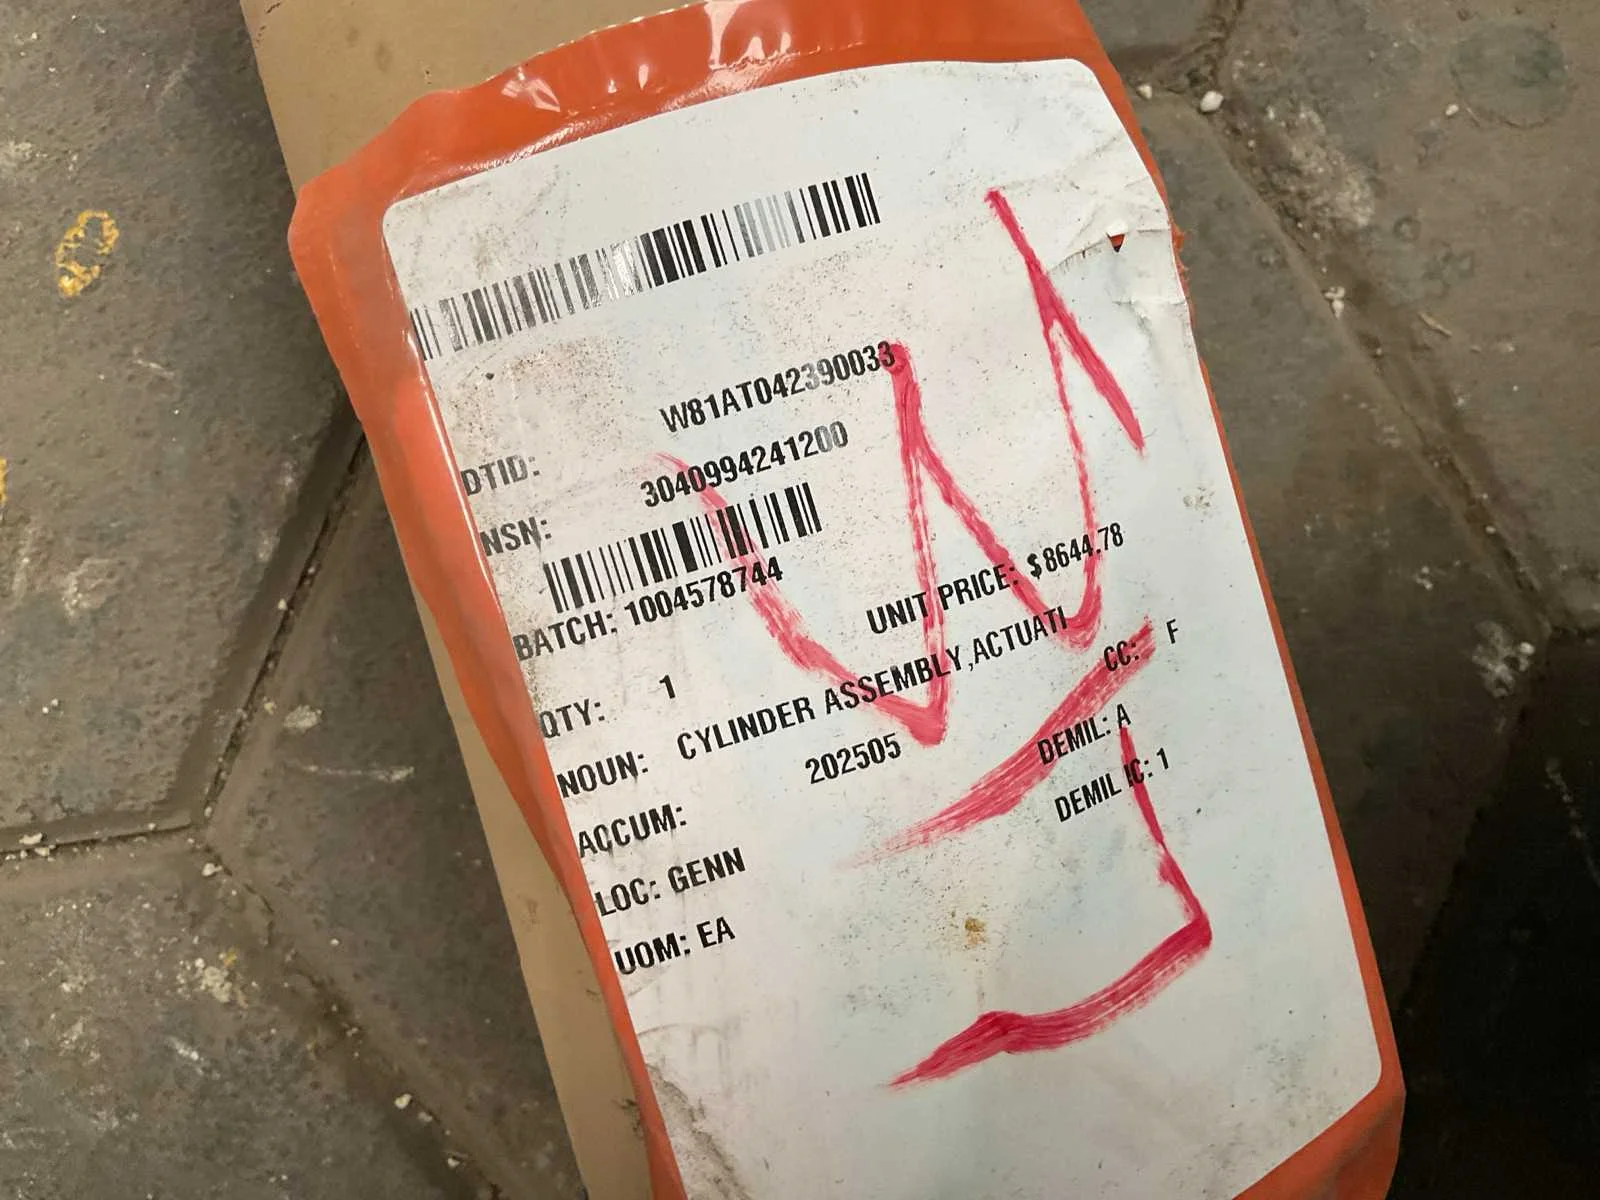 DTID: W81AT042390033
NSN: 3040994241200
BATCH: 1004578744
QTY: 1 UNIT PRICE: $8644.78
NOUN: CYLINDER ASSEMBLY,ACTUATI
ACCUM: 202505 CC: F
LOC: GENN DEMIL: A
UOM: EA DEMIL IC: 1